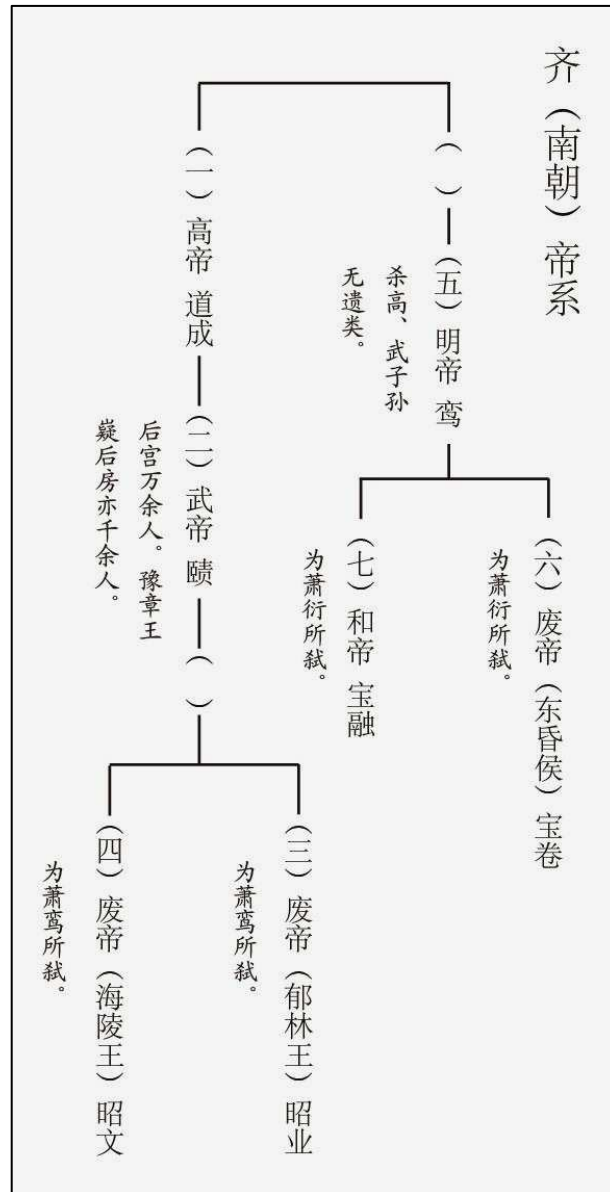 齐（南朝）帝系
（　）
（五）明帝 鸾
杀高、武子孙
无遗类。
（六）废帝（东昏侯）宝卷
为萧衍所弑。
（七）和帝 宝融
为萧衍所弑。
（一）高帝 道成
（二）武帝 赜
后宫万余人。豫章王
嶷后房亦千余人。
（　）
（三）废帝（郁林王）昭业
为萧鸾所弑。
（四）废帝（海陵王）昭文
为萧鸾所弑。